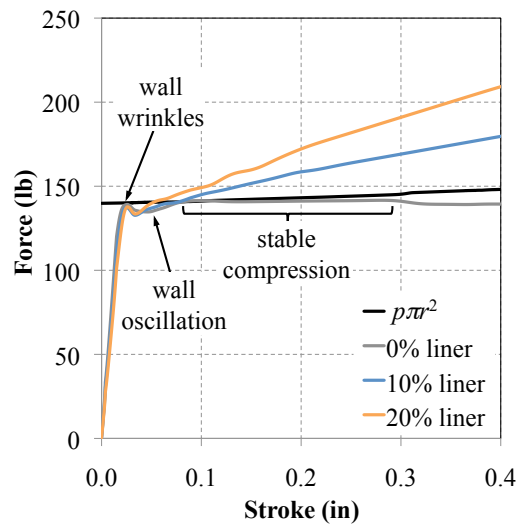 250
200
150
100
50
0
Force (lb)
wall
wrinkles
wall
oscillation
stable
compression
pπr²
0% liner
10% liner
20% liner
0.0 0.1 0.2 0.3 0.4
Stroke (in)